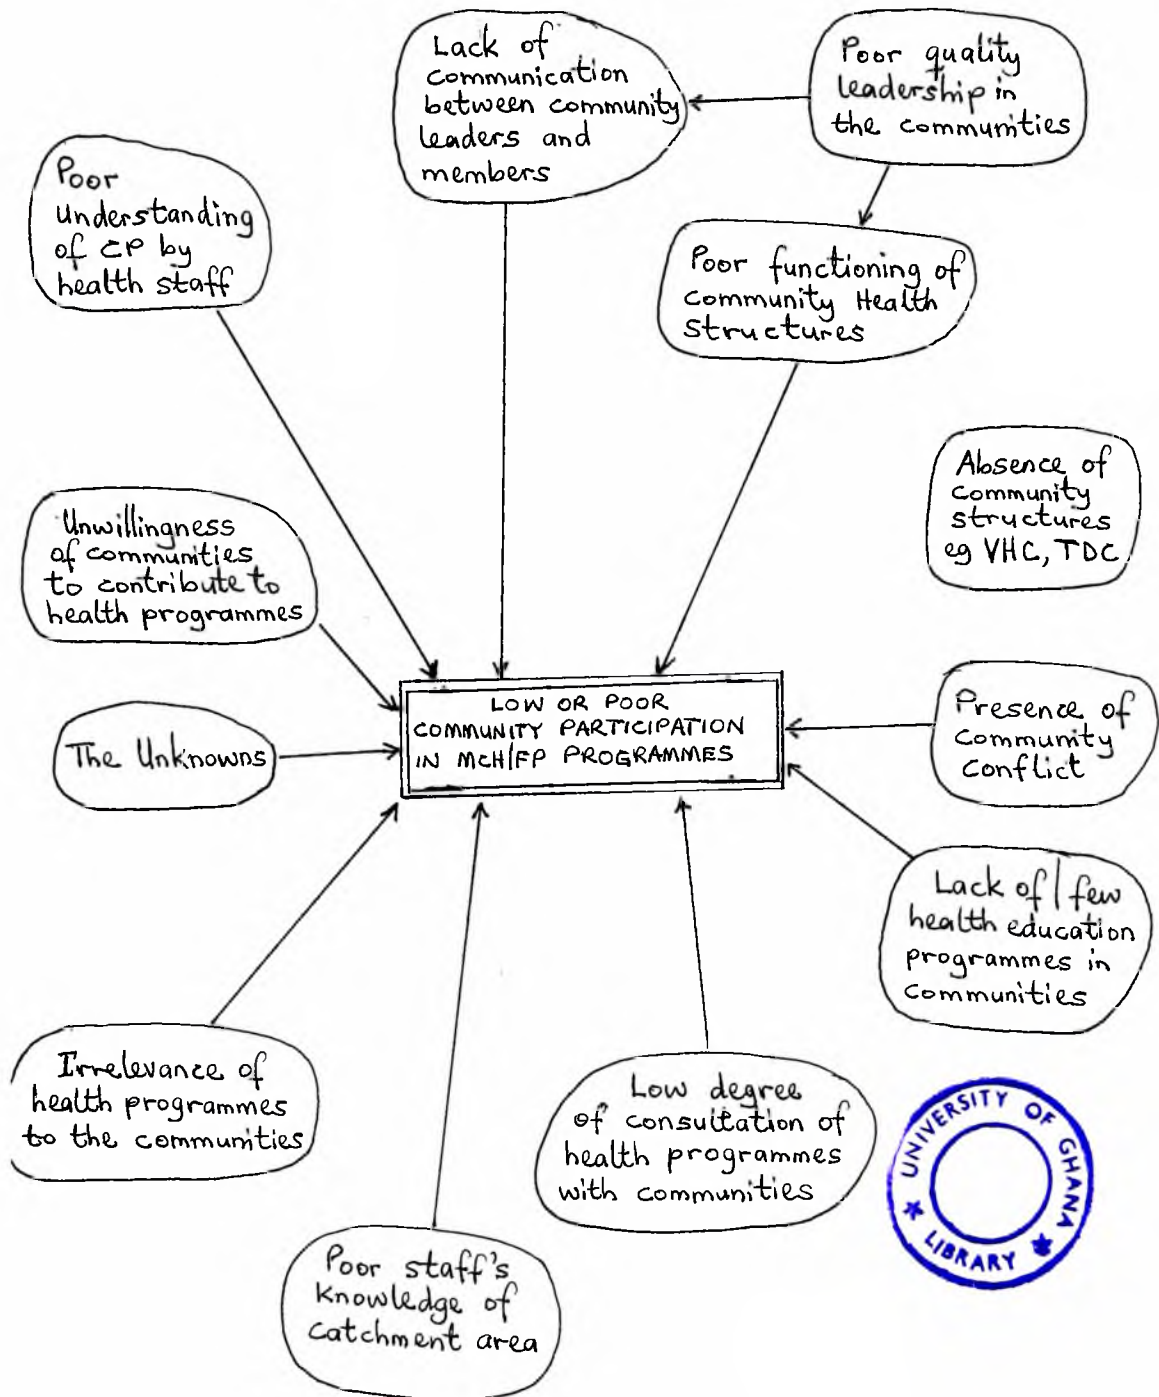 Lack of
communication
between community
leaders and
members
Poor quality
leadership in
the communities
Poor
understanding
of CP by
health staff
Poor functioning of
community Health
structures
Absence of
community
structures
eg VHC, TDC
Unwillingness
of communities
to contribute to
health programmes
LOW OR POOR
COMMUNITY PARTICIPATION
IN MCH/FP PROGRAMMES
The Unknowns
Presence of
community
conflict
Lack of / few
health education
programmes in
communities
Irrelevance of
health programmes
to the communities
Low degree
of consultation of
health programmes
with communities
Poor staff's
knowledge of
catchment area
UNIVERSITY OF GHANA
LIBRARY